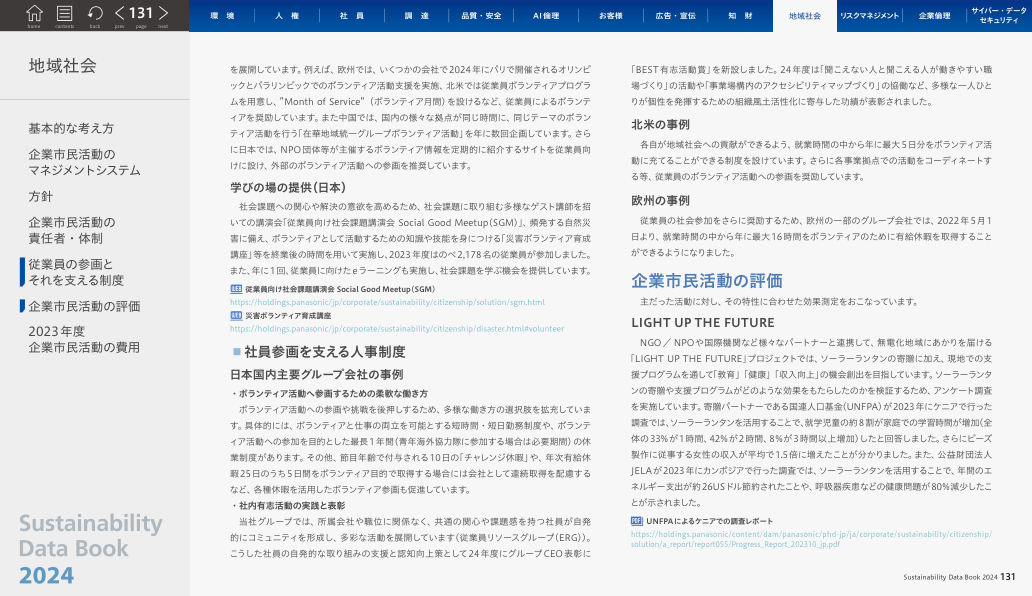 home contents back prev 131 page next
環 境
人 権
社 員
調 達
品質・安全
AI倫理
お客様
広告・宣伝
知 財
地域社会
リスクマネジメント
企業倫理
サイバー・データ
セキュリティ
地域社会
基本的な考え方
企業市民活動の
マネジメントシステム
方針
企業市民活動の
責任者・体制
従業員の参画と
それを支える制度
企業市民活動の評価
2023年度
企業市民活動の費用
Sustainability
Data Book
2024
を展開しています。例えば、欧州では、いくつかの会社で2024年にパリで開催されるオリンピ
ックとパラリンピックでのボランティア活動支援を実施、北米では従業員ボランティアプログラ
ムを用意し、"Month of Service"（ボランティア月間）を設けるなど、従業員によるボランテ
ィアを奨励しています。また中国では、国内の様々な拠点が同じ時間に、同じテーマのボラン
ティア活動を行う「在華地域統一グループボランティア活動」を年に数回企画しています。さら
に日本では、NPO団体等が主催するボランティア情報を定期的に紹介するサイトを従業員向
けに設け、外部のボランティア活動への参画を推奨しています。
学びの場の提供（日本）
社会課題への関心や解決の意欲を高めるため、社会課題に取り組む多様なゲスト講師を招
いての講演会「従業員向け社会課題講演会 Social Good Meetup（SGM）」、頻発する自然災
害に備え、ボランティアとして活動するための知識や技能を身につける「災害ボランティア育成
講座」等を終業後の時間を用いて実施し、2023年度はのべ2,178名の従業員が参加しました。
また、年に1回、従業員に向けたeラーニングも実施し、社会課題を学ぶ機会を提供しています。
WEB 従業員向け社会課題講演会 Social Good Meetup（SGM）
https://holdings.panasonic/jp/corporate/sustainability/citizenship/solution/sgm.html
WEB 災害ボランティア育成講座
https://holdings.panasonic/jp/corporate/sustainability/citizenship/disaster.html#volunteer
■ 社員参画を支える人事制度
日本国内主要グループ会社の事例
・ボランティア活動へ参画するための柔軟な働き方
ボランティア活動への参画や挑戦を後押しするため、多様な働き方の選択肢を拡充していま
す。具体的には、ボランティアと仕事の両立を可能とする短時間・短日勤務制度や、ボランテ
ィア活動への参加を目的とした最長1年間（青年海外協力隊に参加する場合は必要期間）の休
業制度があります。その他、節目年齢で付与される10日の「チャレンジ休暇」や、年次有給休
暇25日のうち5日間をボランティア目的で取得する場合には会社として連続取得を配慮する
など、各種休暇を活用したボランティア参画も促進しています。
・社内有志活動の実践と表彰
当社グループでは、所属会社や職位に関係なく、共通の関心や課題感を持つ社員が自発
的にコミュニティを形成し、多彩な活動を展開しています（従業員リソースグループ（ERG））。
こうした社員の自発的な取り組みの支援と認知向上策として24年度にグループCEO表彰に
「BEST有志活動賞」を新設しました。24年度は「聞こえない人と聞こえる人が働きやすい職
場づくり」の活動や「事業場構内のアクセシビリティマップづくり」の協働など、多様な一人ひと
りが個性を発揮するための組織風土活性化に寄与した功績が表彰されました。
北米の事例
各自が地域社会への貢献ができるよう、就業時間の中から年に最大5日分をボランティア活
動に充てることができる制度を設けています。さらに各事業拠点での活動をコーディネートす
る等、従業員のボランティア活動への参画を奨励しています。
欧州の事例
従業員の社会参加をさらに奨励するため、欧州の一部のグループ会社では、2022年5月1
日より、就業時間の中から年に最大16時間をボランティアのために有給休暇を取得すること
ができるようになりました。
企業市民活動の評価
主だった活動に対し、その特性に合わせた効果測定をおこなっています。
LIGHT UP THE FUTURE
NGO／NPOや国際機関など様々なパートナーと連携して、無電化地域にあかりを届ける
「LIGHT UP THE FUTURE」プロジェクトでは、ソーラーランタンの寄贈に加え、現地での支
援プログラムを通して「教育」「健康」「収入向上」の機会創出を目指しています。ソーラーランタ
ンの寄贈や支援プログラムがどのような効果をもたらしたのかを検証するため、アンケート調査
を実施しています。寄贈パートナーである国連人口基金（UNFPA）が2023年にケニアで行った
調査では、ソーラーランタンを活用することで、就学児童の約8割が家庭での学習時間が増加（全
体の33%が1時間、42%が2時間、8%が3時間以上増加）したと回答しました。さらにビーズ
製作に従事する女性の収入が平均で1.5倍に増えたことが分かりました。また、公益財団法人
JELAが2023年にカンボジアで行った調査では、ソーラーランタンを活用することで、年間のエ
ネルギー支出が約26USドル節約されたことや、呼吸器疾患などの健康問題が80%減少したこ
とが示されました。
PDF UNFPAによるケニアでの調査レポート
https://holdings.panasonic/content/dam/panasonic/phd-jp/ja/corporate/sustainability/citizenship/
solution/a_report/report055/Progress_Report_202310_jp.pdf
Sustainability Data Book 2024 131